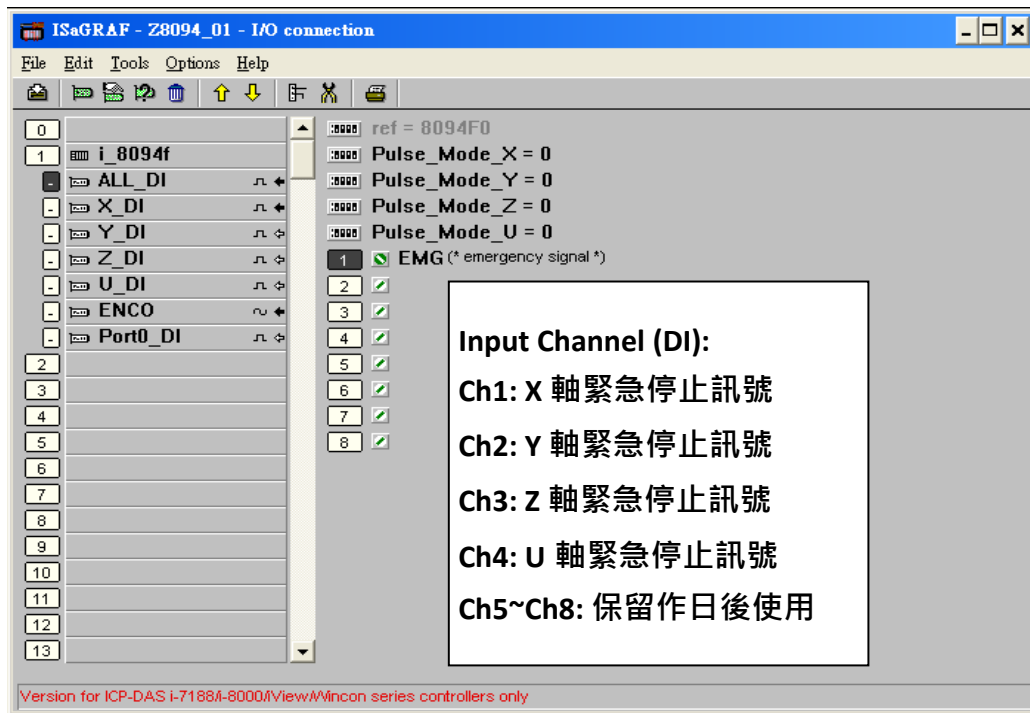 ISaGRAF - Z8094_01 - I/O connection
File Edit Tools Options Help
0
1 i_8094f
- ALL_DI
- X_DI
- Y_DI
- Z_DI
- U_DI
- ENCO
- Port0_DI
2
3
4
5
6
7
8
9
10
11
12
13
ref = 8094F0
Pulse_Mode_X = 0
Pulse_Mode_Y = 0
Pulse_Mode_Z = 0
Pulse_Mode_U = 0
1 EMG (* emergency signal *)
2
3
4
5
6
7
8
Input Channel (DI):
Ch1: X 軸緊急停止訊號
Ch2: Y 軸緊急停止訊號
Ch3: Z 軸緊急停止訊號
Ch4: U 軸緊急停止訊號
Ch5~Ch8: 保留作日後使用
Version for ICP-DAS i-7188/i-8000/iView/Wincon series controllers only